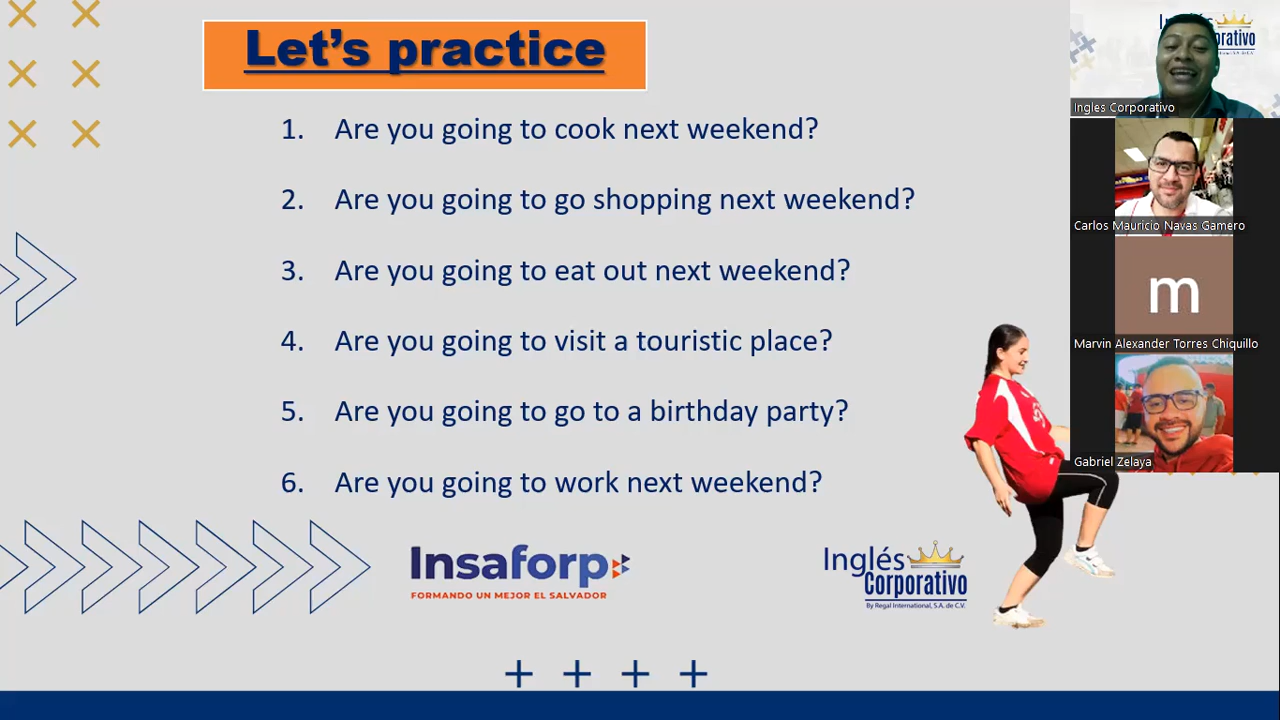 Let's practice
1. Are you going to cook next weekend?
2. Are you going to go shopping next weekend?
3. Are you going to eat out next weekend?
4. Are you going to visit a touristic place?
5. Are you going to go to a birthday party?
6. Are you going to work next weekend?
Insaforp
FORMANDO UN MEJOR EL SALVADOR
Inglés
Corporativo
By Regal International, S.A. de C.V.
Ingles Corporativo
Carlos Mauricio Navas Gamero
m
Marvin Alexander Torres Chiquillo
Gabriel Zelaya